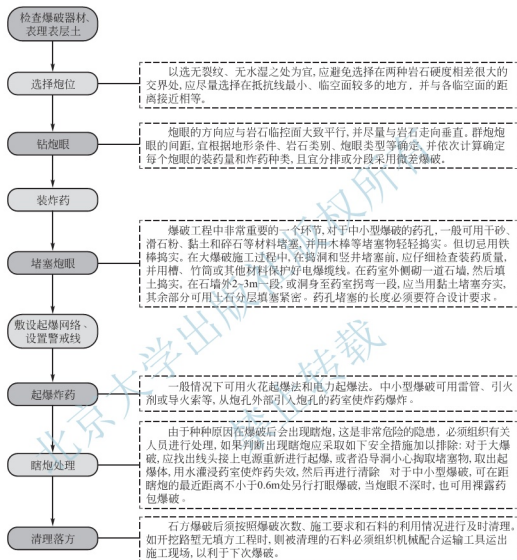 检查爆破器材、
表理表层土
选择炮位
以选无裂纹、无水湿之处为宜,应避免选择在两种岩石硬度相差很大的
交界处,应尽量选择在抵抗线最小、临空面较多的地方,并与各临空面的距
离接近相等。
钻炮眼
炮眼的方向应与岩石临控面大致平行,并尽量与岩石走向垂直,群炮炮
眼的间距,宜根据地形条件、岩石类别、炮眼类型等确定,并依次计算确定
每个炮眼的装药量和炸药种类,且宜分排或分段采用微差爆破。
装炸药
堵塞炮眼
爆破工程中非常重要的一个环节,对于中小型爆破的药孔,一般可用干砂、
滑石粉、黏土和碎石等材料堵塞,并用木棒等堵塞物轻轻捣实。但切忌用铁
棒捣实。在大爆破施工过程中,在捣洞和竖井堵塞前,应仔细检查装药质量,
并用槽、竹筒或其他材料保护好电爆缆线。在药室外侧砌一道石墙,然后填
土捣实,在石墙外2~3m一段,或洞身至药室拐弯一段,应当用黏土堵塞夯实,
其余部分可用土石分层填塞紧密。药孔堵塞的长度必须要符合设计要求。
敷设起爆网络、
设置警戒线
起爆炸药
一般情况下可用火花起爆法和电力起爆法。中小型爆破可用雷管、引火
剂或导火索等,从炮孔外部引入炮孔的药室使炸药爆炸。
瞎炮处理
由于种种原因在爆破后会出现瞎炮,这是非常危险的隐患,必须组织有关
人员进行处理,如果判断出现瞎炮应采取如下安全措施加以排除:对于大爆
破,应找出线头接上电源重新进行起爆,或者沿导洞小心掏取堵塞物,取出起
爆体,用水灌浸药室使炸药失效,然后再进行清除 对于中小型爆破,可在距
瞎炮的最近距离不小于0.6m处另行打眼爆破,当炮眼不深时,也可用裸露药
包爆破。
清理落方
石方爆破后须按照爆破次数、施工要求和石料的利用情况进行及时清理。
如开挖路堑无填方工程时,则被清理的石料必须组织机械配合运输工具运出
施工现场,以利于下次爆破。
北京大学出版社版权所有
禁止转载